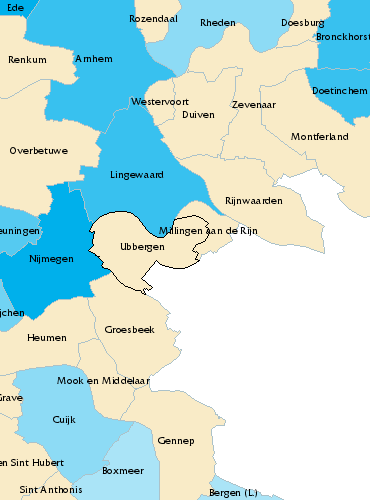 Ede
Rozendaal
Rheden
Doesburg
Bronckhorst
Renkum
Arnhem
Doetinchem
Westervoort
Zevenaar
Duiven
Montferland
Overbetuwe
Lingewaard
Rijnwaarden
euningen
Millingen aan de Rijn
Ubbergen
Nijmegen
ijchen
Groesbeek
Heumen
Mook en Middelaar
Grave
Cuijk
Gennep
en Sint Hubert
Boxmeer
Sint Anthonis
Bergen (L.)